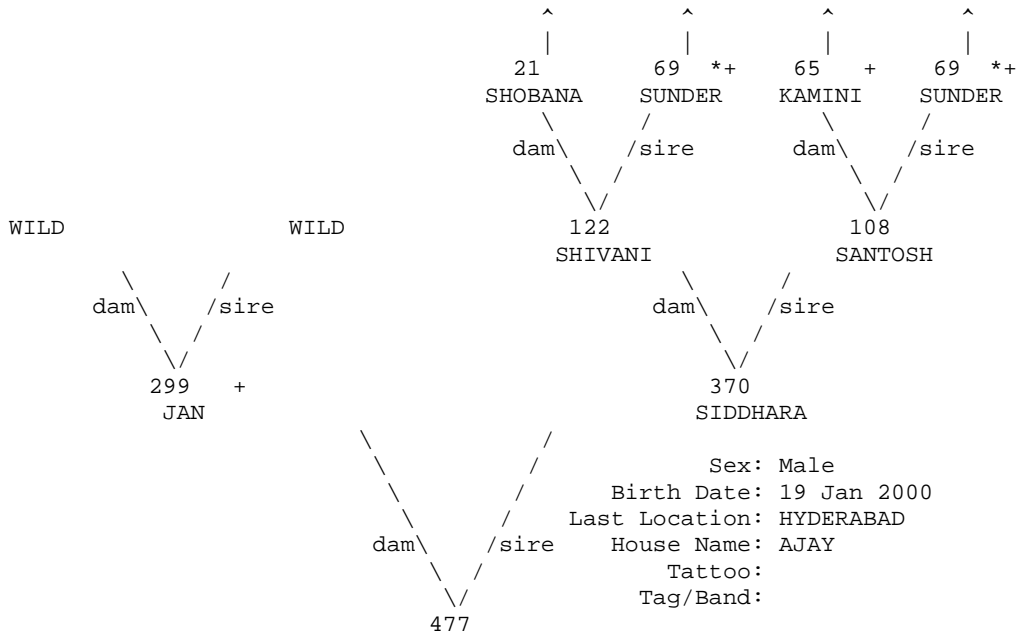 ^ ^ ^ ^
| | | |
21 69 *+ 65 + 69 *+
SHOBANA SUNDER KAMINI SUNDER
\ / \ /
dam\ /sire dam\ /sire
\ / \ /
\/ \/
WILD WILD 122 108
SHIVANI SANTOSH
\ / \ /
dam\ /sire dam\ /sire
\ / \ /
\/ \/
299 + 370
JAN SIDDHARA
\ /
\ / Sex: Male
\ / Birth Date: 19 Jan 2000
\ / Last Location: HYDERABAD
dam\ /sire House Name: AJAY
\ / Tattoo:
\/ Tag/Band:
477